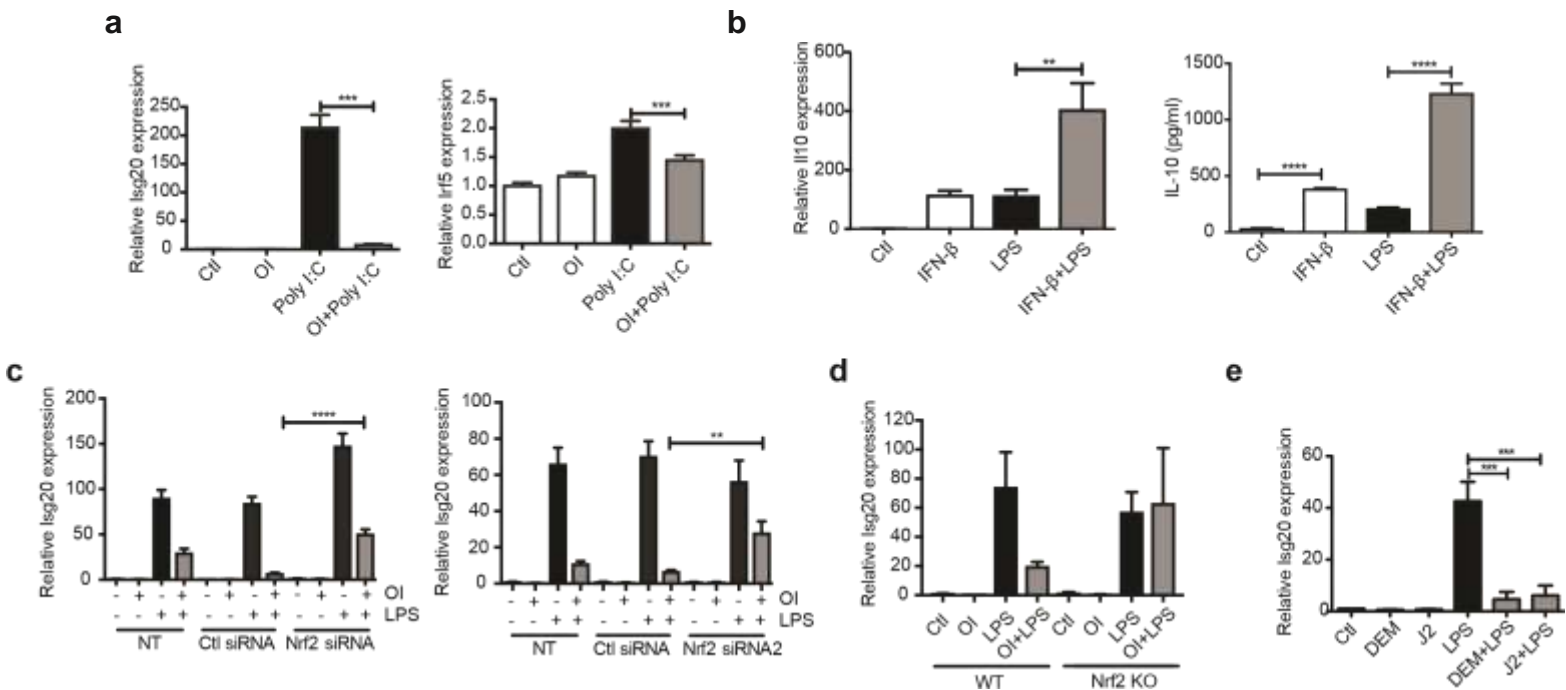 a
Relative Isg20 expression
250
200
150
100
50
0
***
Ctl
OI
Poly I:C
OI+Poly I:C
Relative Irf5 expression
2.5
2.0
1.5
1.0
0.5
0.0
***
Ctl
OI
Poly I:C
OI+Poly I:C
b
Relative Il10 expression
600
400
200
0
**
Ctl
IFN-β
LPS
IFN-β+LPS
IL-10 (pg/ml)
1500
1000
500
0
****
****
Ctl
IFN-β
LPS
IFN-β+LPS
c
Relative Isg20 expression
200
150
100
50
0
****
- + - + - + - + - + - + OI
- - + + - - + + - - + + LPS
NT Ctl siRNA Nrf2 siRNA
Relative Isg20 expression
100
80
60
40
20
0
**
- + - + - + - + - + - + OI
- - + + - - + + - - + + LPS
NT Ctl siRNA Nrf2 siRNA2
d
Relative Isg20 expression
120
100
80
60
40
20
0
Ctl
OI
LPS
OI+LPS
Ctl
OI
LPS
OI+LPS
WT Nrf2 KO
e
Relative Isg20 expression
60
40
20
0
***
***
Ctl
DEM
J2
LPS
DEM+LPS
J2+LPS